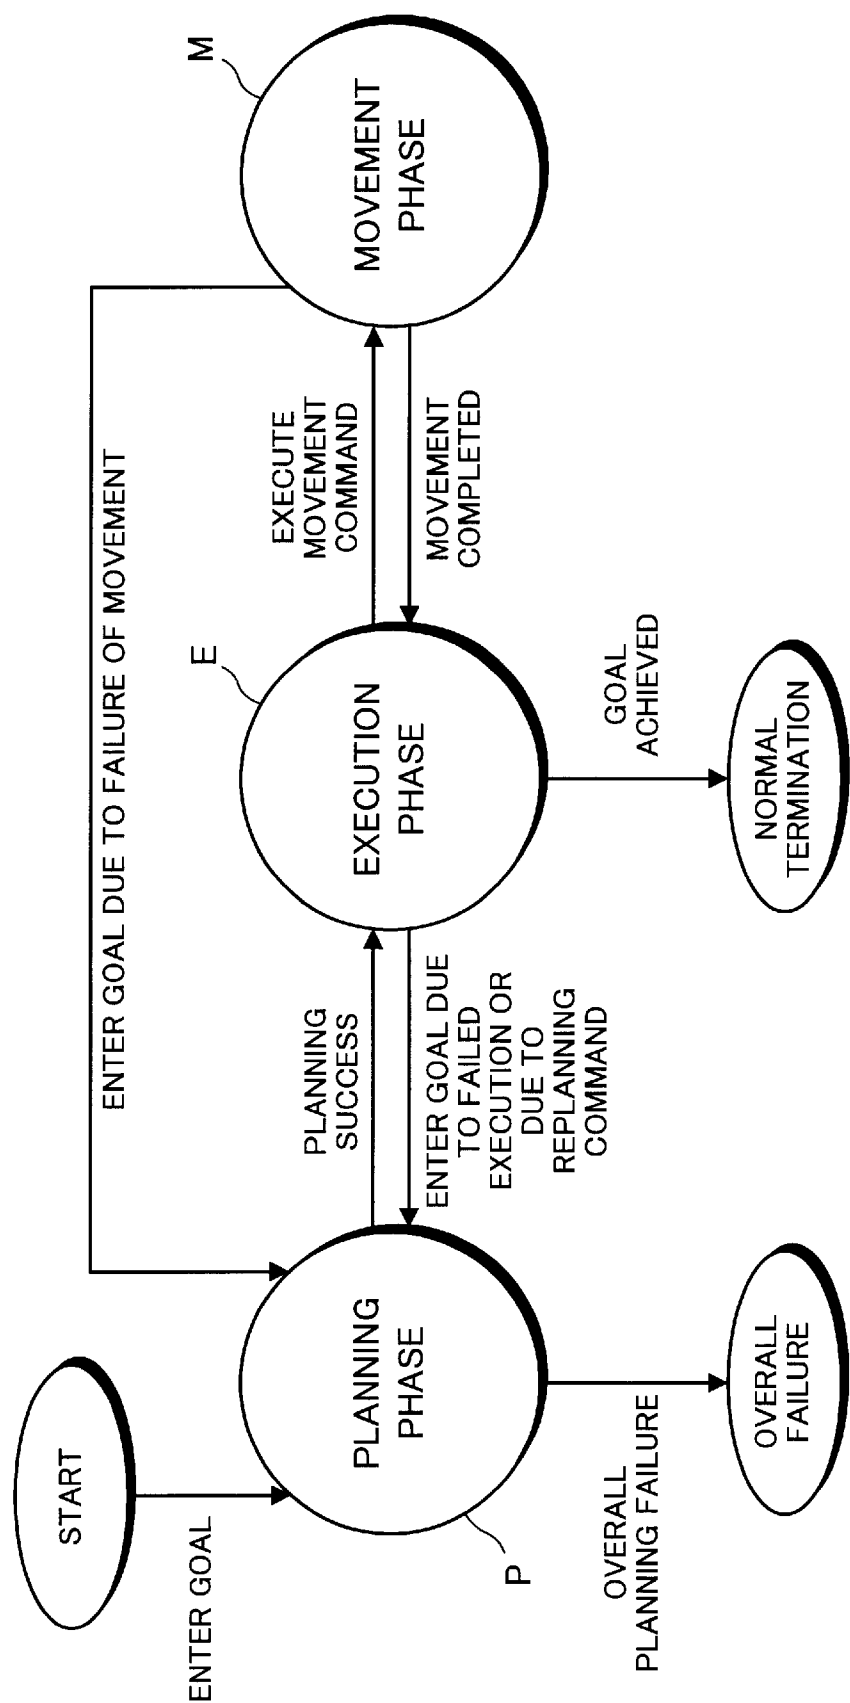 START
ENTER GOAL
ENTER GOAL DUE TO FAILURE OF MOVEMENT
P
PLANNING
PHASE
PLANNING
SUCCESS
ENTER GOAL DUE
TO FAILED
EXECUTION OR
DUE TO
REPLANNING
COMMAND
E
EXECUTION
PHASE
EXECUTE
MOVEMENT
COMMAND
MOVEMENT
COMPLETED
M
MOVEMENT
PHASE
OVERALL
PLANNING FAILURE
OVERALL
FAILURE
GOAL
ACHIEVED
NORMAL
TERMINATION